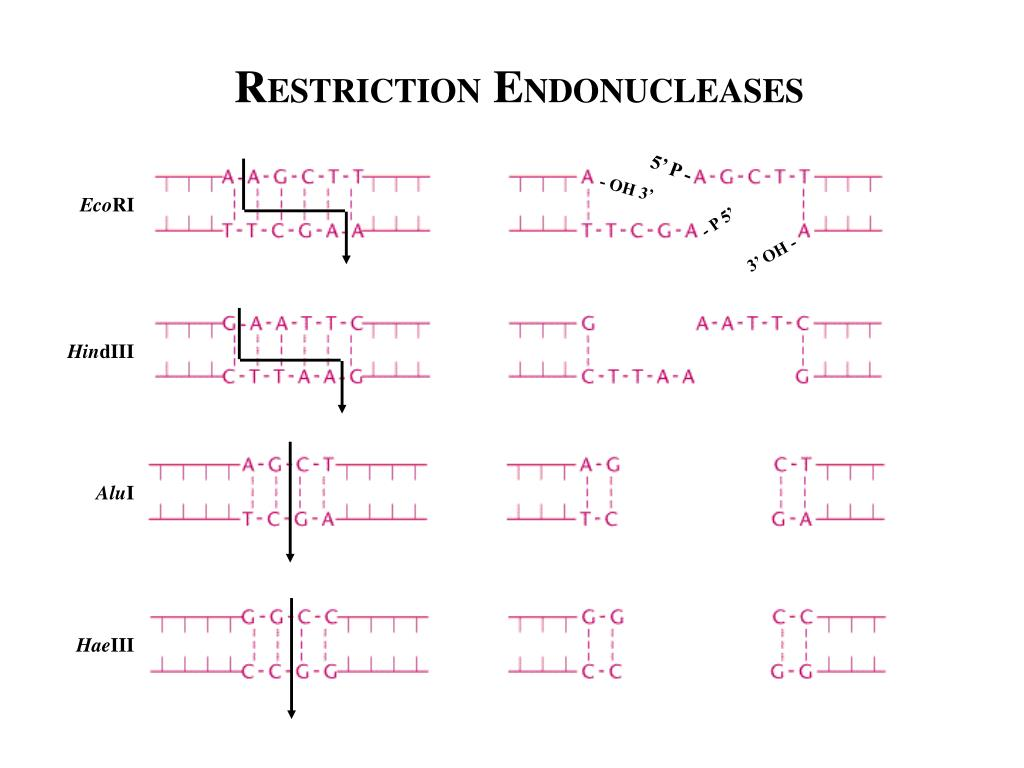 RESTRICTION ENDONUCLEASES
EcoRI
A-A-G-C-T-T
T-T-C-G-A-A
A - OH 3’
5’ P - A-G-C-T-T
T-T-C-G-A - P 5’
3’ OH - A
HindIII
G-A-A-T-T-C
C-T-T-A-A-G
G
A-A-T-T-C
C-T-T-A-A
G
AluI
A-G-C-T
T-C-G-A
A-G
C-T
T-C
G-A
HaeIII
G-G-C-C
C-C-G-G
G-G
C-C
C-C
G-G